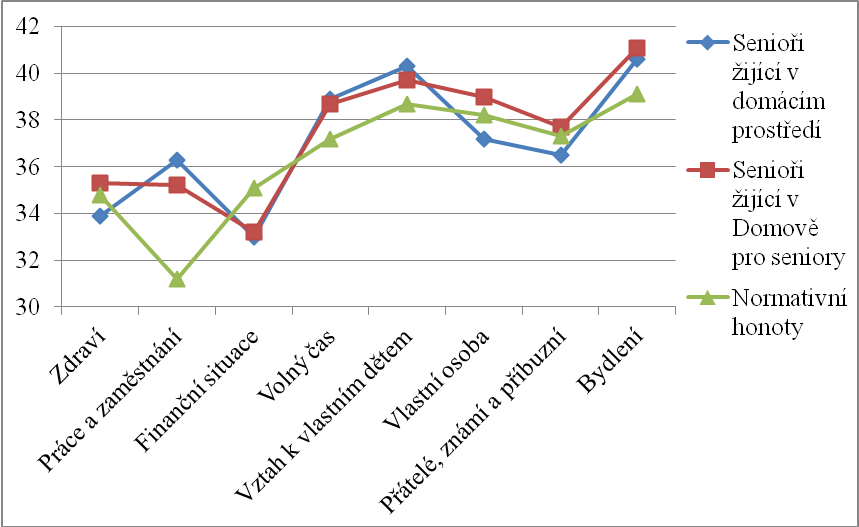 42
40
38
36
34
32
30
Zdraví
Práce a zaměstnání
Finanční situace
Volný čas
Vztah k vlastním dětem
Vlastní osoba
Přátelé, známí a příbuzní
Bydlení
Senioři
žijící v
domácím
prostředí
Senioři
žijící v
Domově
pro seniory
Normativní
honoty